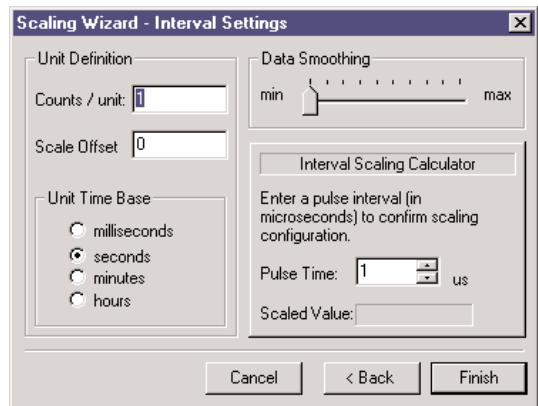 Scaling Wizard - Interval Settings
Unit Definition
Counts / unit: 1
Scale Offset 0
Unit Time Base
milliseconds
seconds
minutes
hours
Data Smoothing
min max
Interval Scaling Calculator
Enter a pulse interval (in
microseconds) to confirm scaling
configuration.
Pulse Time: 1 us
Scaled Value:
Cancel < Back Finish